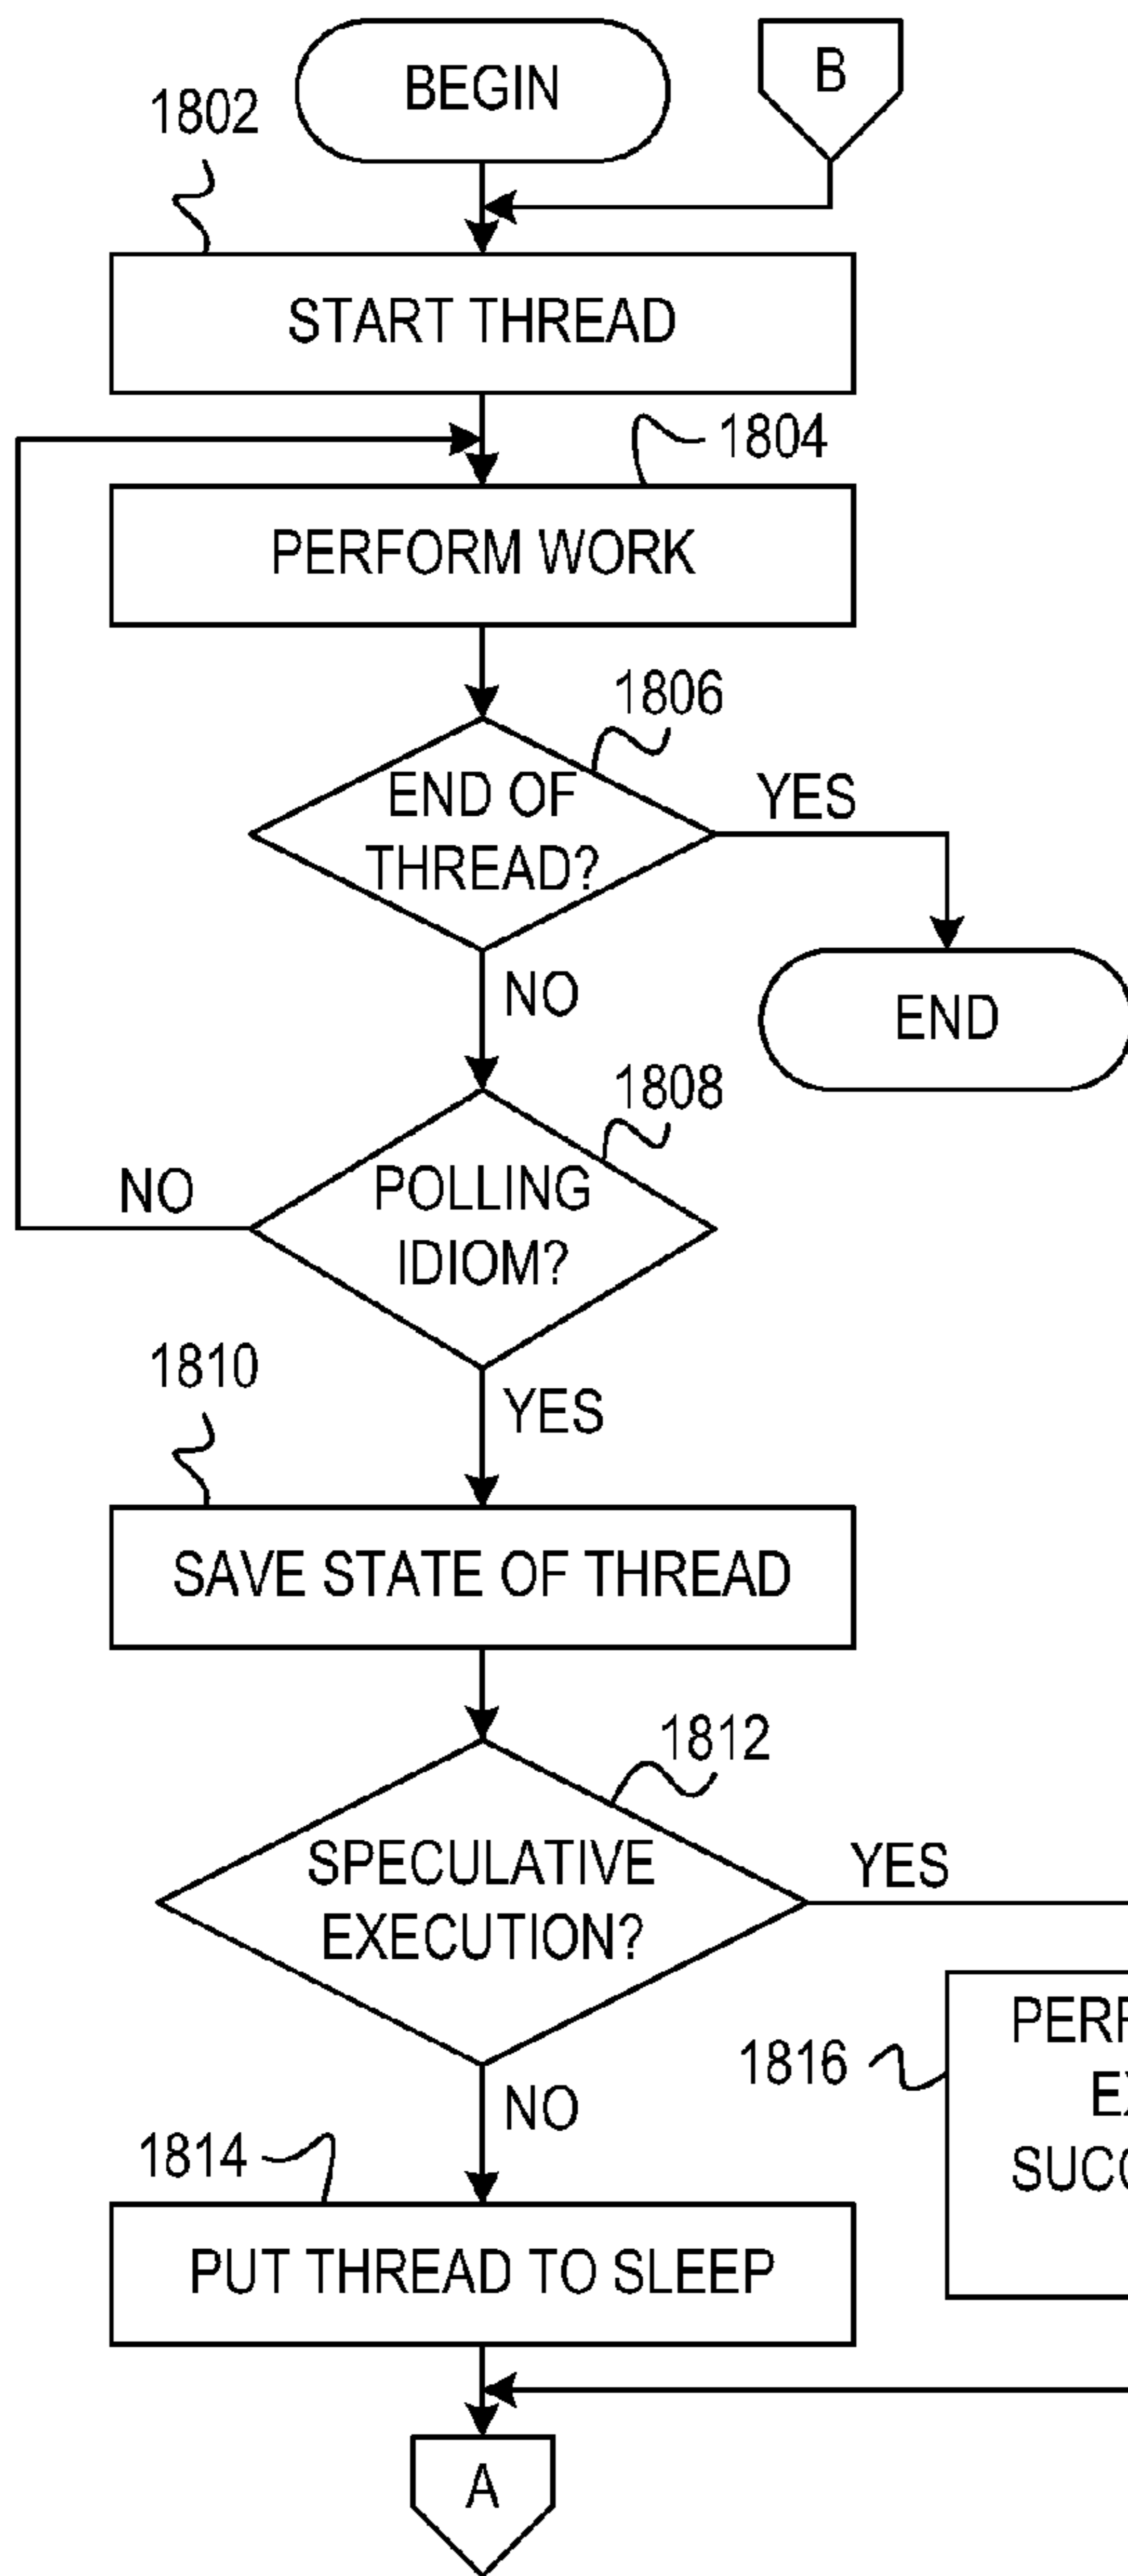 BEGIN
B
1802
START THREAD
1804
PERFORM WORK
1806
END OF
THREAD?
YES
NO
END
1808
POLLING
IDIOM?
NO
YES
1810
SAVE STATE OF THREAD
1812
SPECULATIVE
EXECUTION?
YES
NO
1816
1814
PUT THREAD TO SLEEP
A